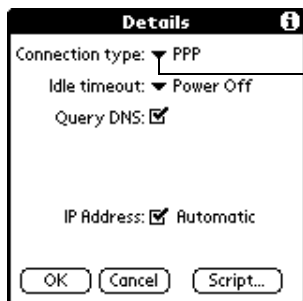 Details
Connection type: PPP
Idle timeout: Power Off
Query DNS:
IP Address: Automatic
OK Cancel Script...